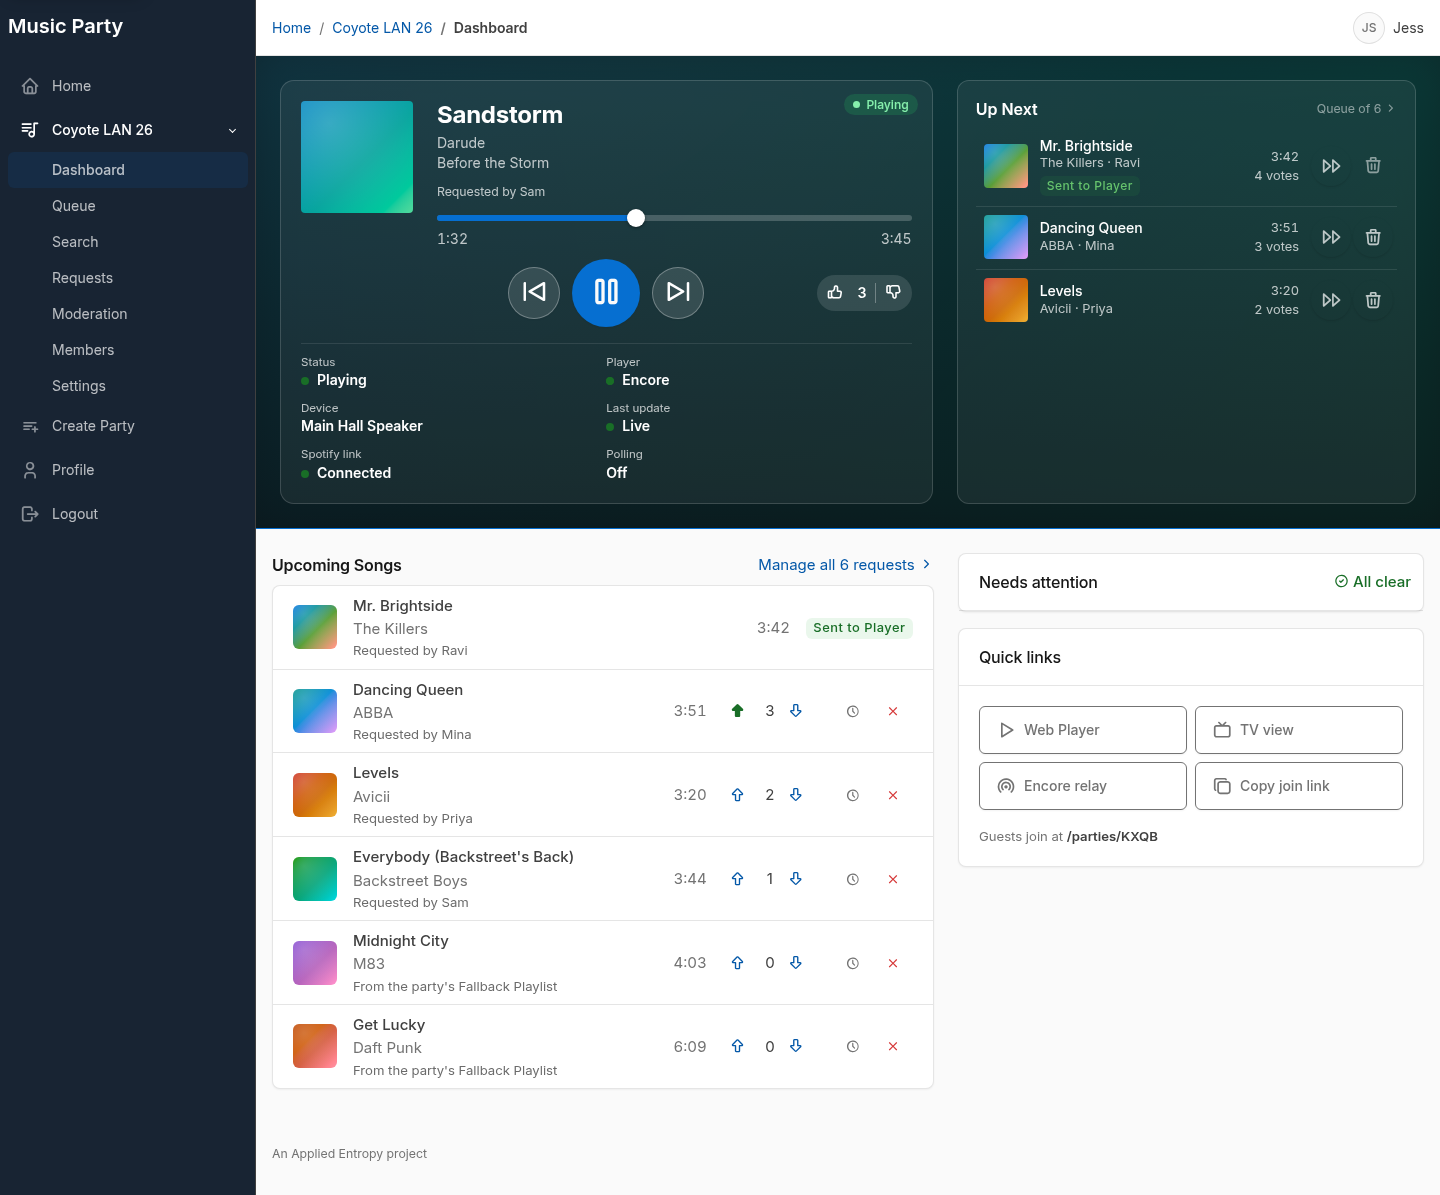 Music Party
Home
Coyote LAN 26
Dashboard
Queue
Search
Requests
Moderation
Members
Settings
Create Party
Profile
Logout
Home / Coyote LAN 26 / Dashboard
JS Jess
Sandstorm
Playing
Darude
Before the Storm
Requested by Sam
1:32 3:45
3
Status
Playing
Player
Encore
Device
Main Hall Speaker
Last update
Live
Spotify link
Connected
Polling
Off
Up Next
Queue of 6
Mr. Brightside
The Killers · Ravi
Sent to Player
3:42
4 votes
Dancing Queen
ABBA · Mina
3:51
3 votes
Levels
Avicii · Priya
3:20
2 votes
Upcoming Songs
Manage all 6 requests
Mr. Brightside
The Killers
Requested by Ravi
3:42 Sent to Player
Dancing Queen
ABBA
Requested by Mina
3:51 3
Levels
Avicii
Requested by Priya
3:20 2
Everybody (Backstreet's Back)
Backstreet Boys
Requested by Sam
3:44 1
Midnight City
M83
From the party's Fallback Playlist
4:03 0
Get Lucky
Daft Punk
From the party's Fallback Playlist
6:09 0
Needs attention
All clear
Quick links
Web Player
TV view
Encore relay
Copy join link
Guests join at /parties/KXQB
An Applied Entropy project